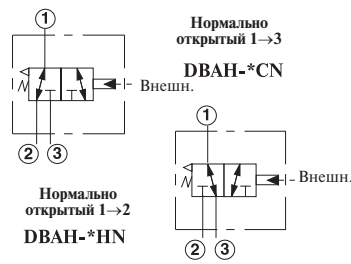 1
Нормально
открытый 1→3
DBAH-*CN
Внешн.
2 3
1
Внешн.
Нормально
открытый 1→2
DBAH-*HN
2 3